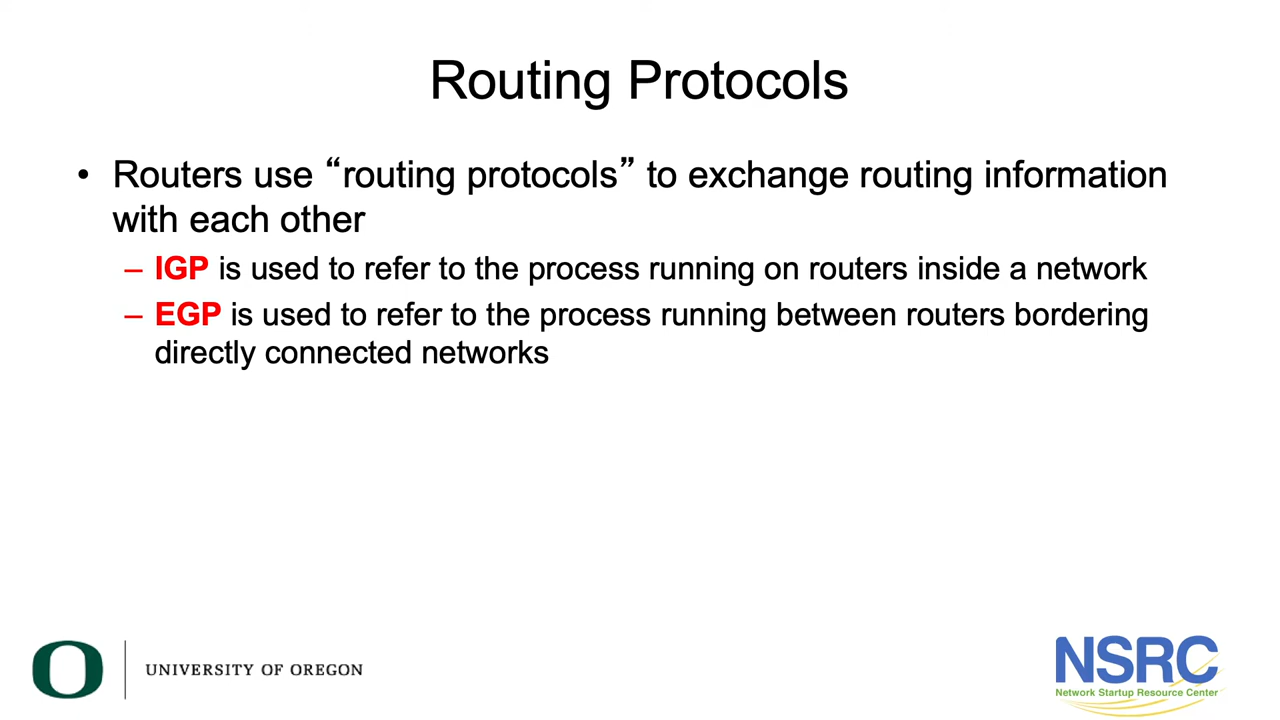 Routing Protocols
• Routers use “routing protocols” to exchange routing information
with each other
– IGP is used to refer to the process running on routers inside a network
– EGP is used to refer to the process running between routers bordering
directly connected networks
O
UNIVERSITY OF OREGON
NSRC
Network Startup Resource Center